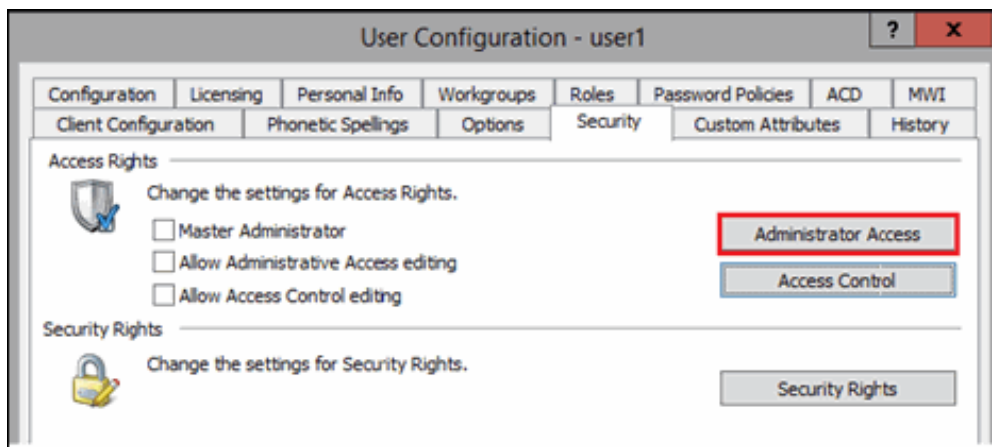 User Configuration - user1
? x
Configuration Licensing Personal Info Workgroups Roles Password Policies ACD MWI
Client Configuration Phonetic Spellings Options Security Custom Attributes History
Access Rights
Change the settings for Access Rights.
Master Administrator
Administrator Access
Allow Administrative Access editing
Access Control
Allow Access Control editing
Security Rights
Change the settings for Security Rights.
Security Rights